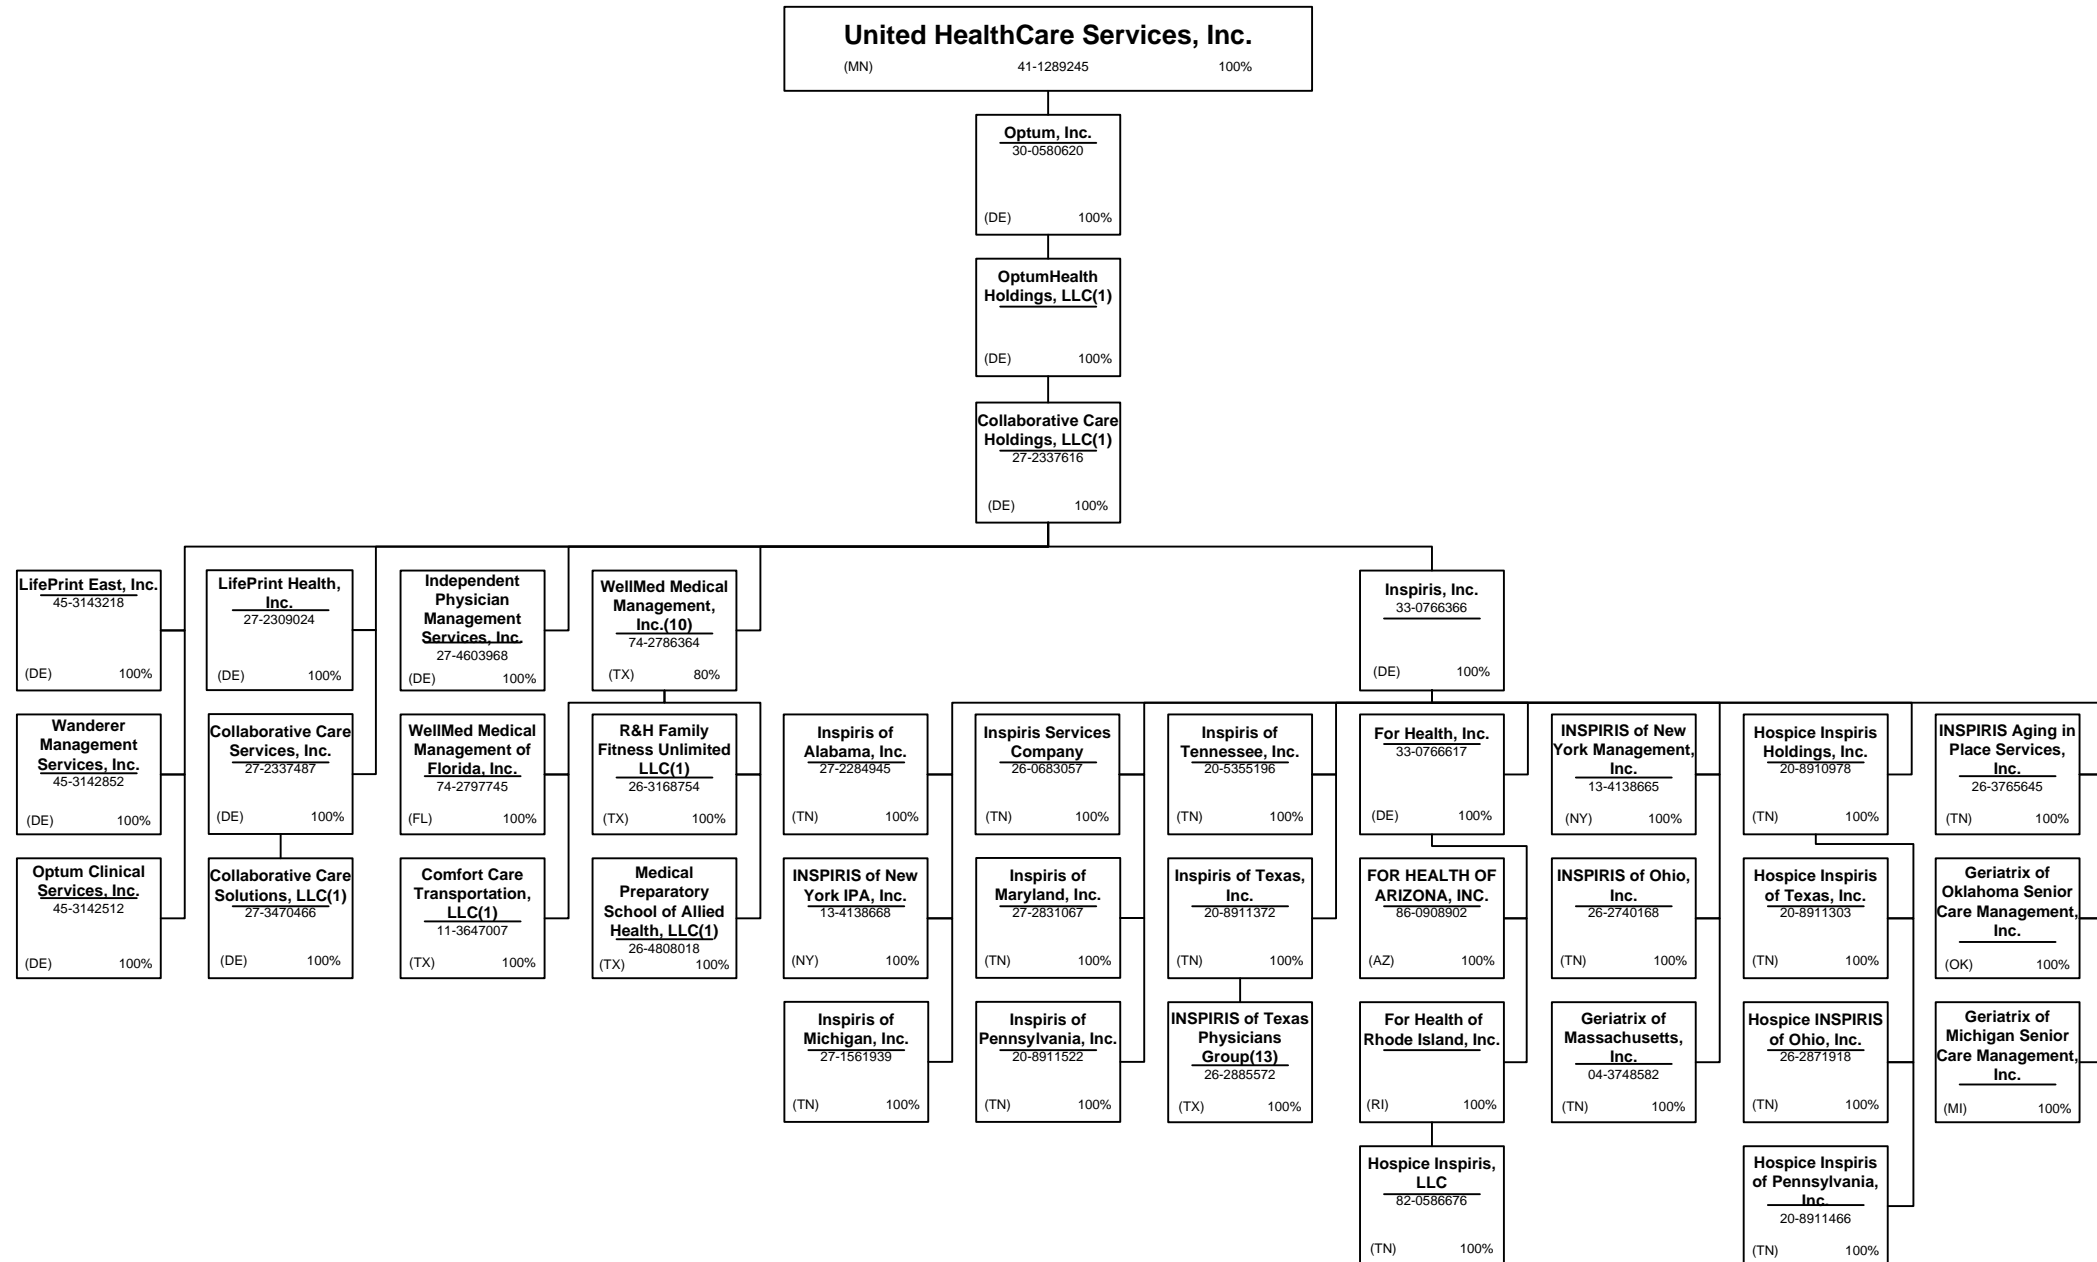 United HealthCare Services, Inc.
(MN) 41-1289245 100%
Optum, Inc.
30-0580620
(DE) 100%
OptumHealth
Holdings, LLC(1)
(DE) 100%
Collaborative Care
Holdings, LLC(1)
27-2337616
(DE) 100%
LifePrint East, Inc.
45-3143218
(DE) 100%
LifePrint Health,
Inc.
27-2309024
(DE) 100%
Independent
Physician
Management
Services, Inc.
27-4603968
(DE) 100%
WellMed Medical
Management,
Inc.(10)
74-2786364
(TX) 80%
Inspiris, Inc.
33-0766366
(DE) 100%
Wanderer
Management
Services, Inc.
45-3142852
(DE) 100%
Collaborative Care
Services, Inc.
27-2337487
(DE) 100%
WellMed Medical
Management of
Florida, Inc.
74-2797745
(FL) 100%
R&H Family
Fitness Unlimited
LLC(1)
26-3168754
(TX) 100%
Inspiris of
Alabama, Inc.
27-2284945
(TN) 100%
Inspiris Services
Company
26-0683057
(TN) 100%
Inspiris of
Tennessee, Inc.
20-5355196
(TN) 100%
For Health, Inc.
33-0766617
(DE) 100%
INSPIRIS of New
York Management,
Inc.
13-4138665
(NY) 100%
Hospice Inspiris
Holdings, Inc.
20-8910978
(TN) 100%
INSPIRIS Aging in
Place Services,
Inc.
26-3765645
(TN) 100%
Optum Clinical
Services, Inc.
45-3142512
(DE) 100%
Collaborative Care
Solutions, LLC(1)
27-3470466
(DE) 100%
Comfort Care
Transportation,
LLC(1)
11-3647007
(TX) 100%
Medical
Preparatory
School of Allied
Health, LLC(1)
26-4808018
(TX) 100%
INSPIRIS of New
York IPA, Inc.
13-4138668
(NY) 100%
Inspiris of
Maryland, Inc.
27-2831067
(TN) 100%
Inspiris of Texas,
Inc.
20-8911372
(TN) 100%
FOR HEALTH OF
ARIZONA, INC.
86-0908902
(AZ) 100%
INSPIRIS of Ohio,
Inc.
26-2740168
(TN) 100%
Hospice Inspiris
of Texas, Inc.
20-8911303
(TN) 100%
Geriatrix of
Oklahoma Senior
Care Management,
Inc.
(OK) 100%
Inspiris of
Michigan, Inc.
27-1561939
(TN) 100%
Inspiris of
Pennsylvania, Inc.
20-8911522
(TN) 100%
INSPIRIS of Texas
Physicians
Group(13)
26-2885572
(TX) 100%
For Health of
Rhode Island, Inc.
(RI) 100%
Geriatrix of
Massachusetts,
Inc.
04-3748582
(TN) 100%
Hospice INSPIRIS
of Ohio, Inc.
26-2871918
(TN) 100%
Geriatrix of
Michigan Senior
Care Management,
Inc.
(MI) 100%
Hospice Inspiris,
LLC
82-0586676
(TN) 100%
Hospice Inspiris
of Pennsylvania,
Inc.
20-8911466
(TN) 100%